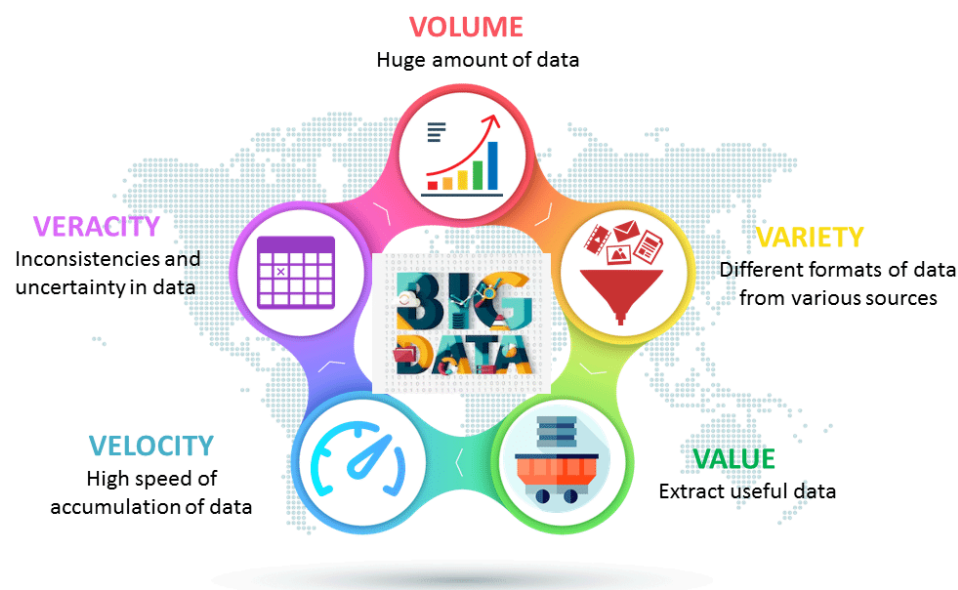 VOLUME
Huge amount of data
VERACITY
Inconsistencies and
uncertainty in data
VARIETY
Different formats of data
from various sources
BIG
DATA
VELOCITY
High speed of
accumulation of data
VALUE
Extract useful data